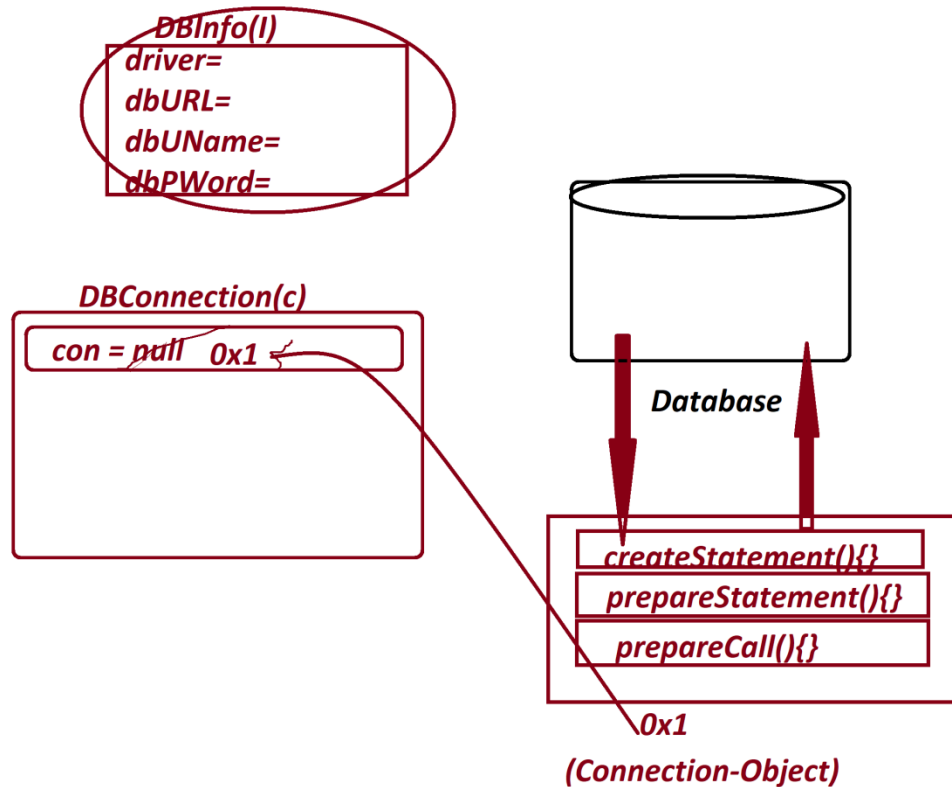 DBInfo(I)
driver=
dbURL=
dbUName=
dbPWord=
DBConnection(c)
con = null 0x1
Database
createStatement(){}
prepareStatement(){}
prepareCall(){}
0x1
(Connection-Object)